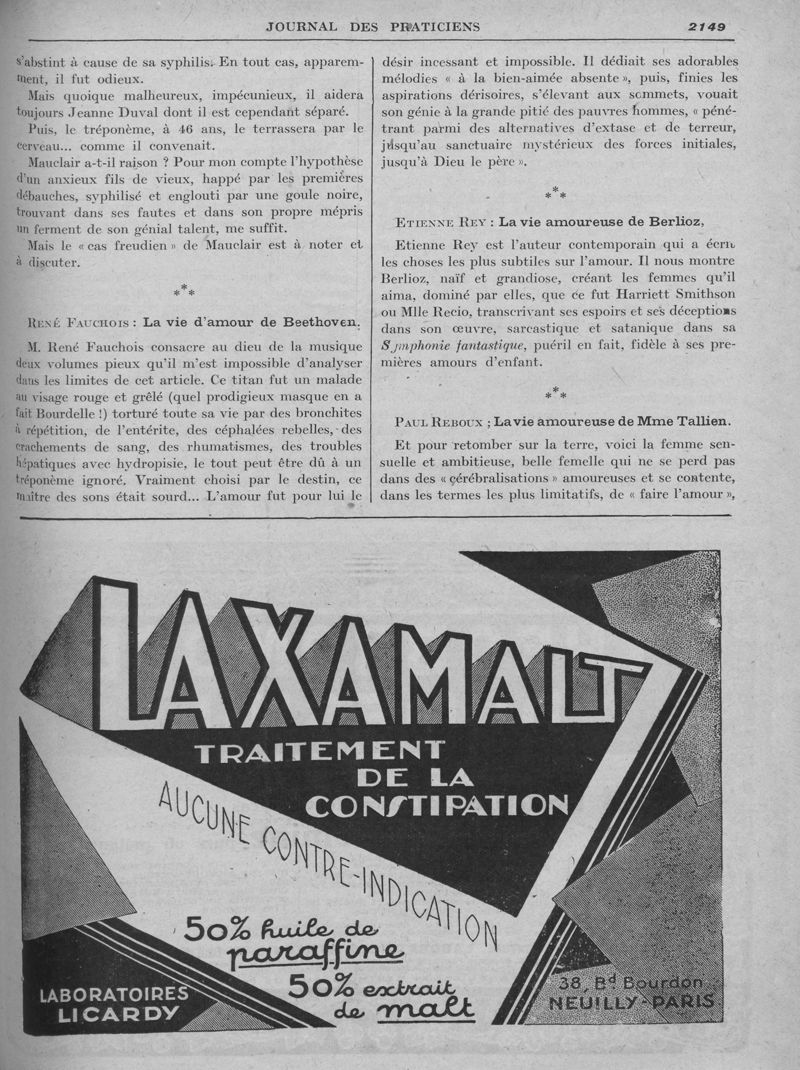 JOURNAL DES PRATICIENS 2149
s'abstint à cause de sa syphilis. En tout cas, apparem-
ment, il fut odieux.
Mais quoique malheureux, impécunieux, il aidera
toujours Jeanne Duval dont il est cependant séparé.
Puis, le tréponème, à 46 ans, le terrassera par le
cerveau... comme il convenait.
Mauclair a-t-il raison ? Pour mon compte l'hypothèse
d'un anxieux fils de vieux, happé par les premières
débauches, syphilisé et englouti par une goule noire,
trouvant dans ses fautes et dans son propre mépris
un ferment de son génial talent, me suffit.
Mais le « cas freudien » de Mauclair est à noter et
à discuter.
***
RENÉ FAUCHOIS : La vie d'amour de Beethoven.
M. René Fauchois consacre au dieu de la musique
deux volumes pieux qu'il m'est impossible d'analyser
dans les limites de cet article. Ce titan fut un malade
au visage rouge et grêlé (quel prodigieux masque en a
fait Bourdelle !) torturé toute sa vie par des bronchites
à répétition, de l'entérite, des céphalées rebelles, des
crachements de sang, des rhumatismes, des troubles
hépatiques avec hydropisie, le tout peut être dû à un
tréponème ignoré. Vraiment choisi par le destin, ce
maître des sons était sourd... L'amour fut pour lui le
désir incessant et impossible. Il dédiait ses adorables
mélodies « à la bien-aimée absente », puis, finies les
aspirations dérisoires, s'élevant aux sommets, vouait
son génie à la grande pitié des pauvres hommes, « péné-
trant parmi des alternatives d'extase et de terreur,
jusqu'au sanctuaire mystérieux des forces initiales,
jusqu'à Dieu le père ».
***
ETIENNE REY : La vie amoureuse de Berlioz,
Etienne Rey est l'auteur contemporain qui a écrit
les choses les plus subtiles sur l'amour. Il nous montre
Berlioz, naïf et grandiose, créant les femmes qu'il
aima, dominé par elles, que ce fut Harriett Smithson
ou Mlle Recio, transcrivant ses espoirs et ses déceptions
dans son œuvre, sarcastique et satanique dans sa
Symphonie fantastique, puéril en fait, fidèle à ses pre-
mières amours d'enfant.
***
PAUL REBOUX : La vie amoureuse de Mme Tallien.
Et pour retomber sur la terre, voici la femme sen-
suelle et ambitieuse, belle femelle qui ne se perd pas
dans des « cérébralisations » amoureuses et se contente,
dans les termes les plus limitatifs, de « faire l'amour »,
LAXAMALT
TRAITEMENT
DE LA
CONSTIPATION
AUCUNE CONTRE-INDICATION
50% huile de
paraffine
50% extrait
de malt
LABORATOIRES
LICARDY
38, Bd Bourdon
NEUILLY-PARIS